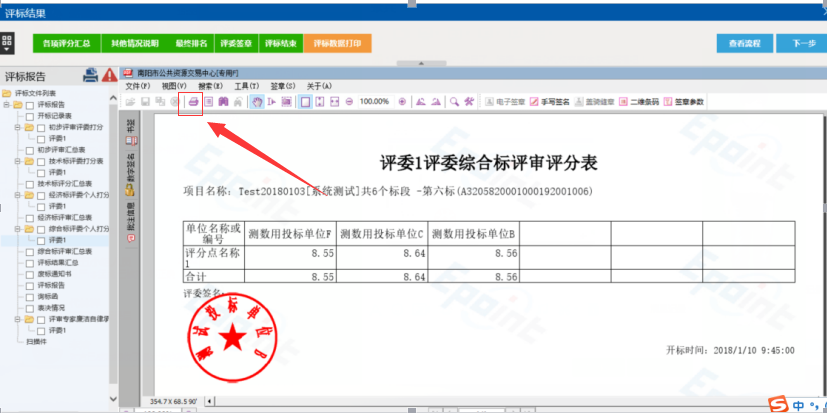 评标结果
各项评分汇总 其他情况说明 最终排名 评委签章 评标结束 评标数据打印 查看流程 下一步
评标报告
南阳市公共资源交易中心[专用P]
文件(F) 视图(V) 搜索(E) 工具(T) 签章(S) 关于(A)
100.00% 电子签章 手写签名 骑缝签章 二维条码 签章参数
评标文件列表
评标报告
开标记录表
初步评审评委打分
评委1
初步评审汇总表
技术标评委打分表
评委1
技术标评分汇总表
经济标评委个人打分
评委1
经济标评审汇总表
综合标评委个人打分
评委1
综合标评审汇总表
评标结果汇总
废标通知书
评标报告
询标函
表决情况
评审专家廉洁自律承
评委1
扫描件
书签
数字签名
批注信息
评委1评委综合标评审评分表
项目名称：Test20180103[系统测试]共6个标段 -第六标(A3205820001000192001006)
单位名称或编号 测数用投标单位F 测数用投标单位C 测数用投标单位B
评分点名称1 8.55 8.64 8.56
合计 8.55 8.64 8.56
评委签名:
开标时间：2018/1/10 9:45:00
354.7 X 68.5 90'
Epoint
中